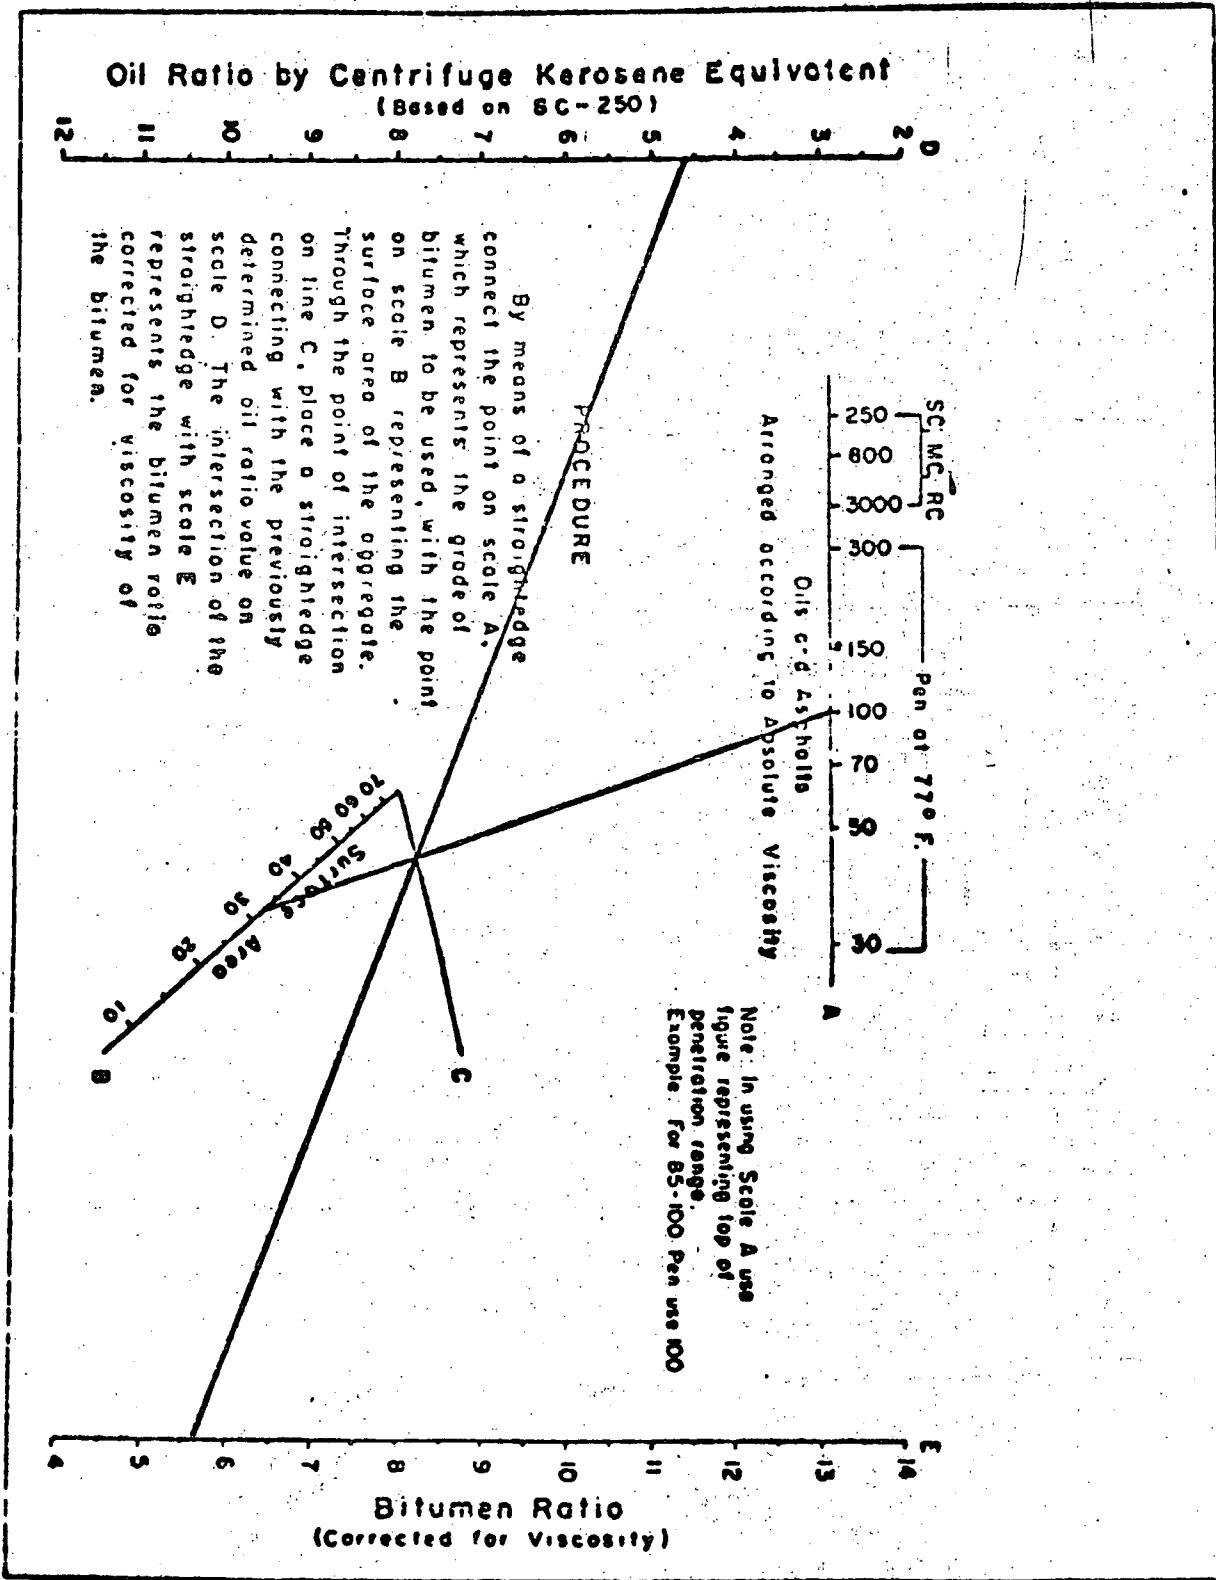 Oil Ratio by Centrifuge Kerosene Equivalent
(Based on SC-250)
12 11 10 9 8 7 6 5 4 3 2 D
SC, MC, RC
250 800 3000
Pen at 77° F.
300 150 100 70 50 30
A
Oils
Arranged according to Absolute Viscosity
Note: In using Scale A use
figure representing top of
penetration range.
Example: For 85-100 Pen use 100
PROCEDURE
By means of a straightedge
connect the point on scale A,
which represents the grade of
bitumen to be used, with the point
on scale B representing the
surface area of the aggregate.
Through the point of intersection
on line C, place a straightedge
connecting with the previously
determined oil ratio value on
scale D. The intersection of the
straightedge with scale E
represents the bitumen ratio
corrected for viscosity of
the bitumen.
70 60 50 40 30 20 10
Surface Area
B
C
4 5 6 7 8 9 10 11 12 13 14 E
Bitumen Ratio
(Corrected for Viscosity)